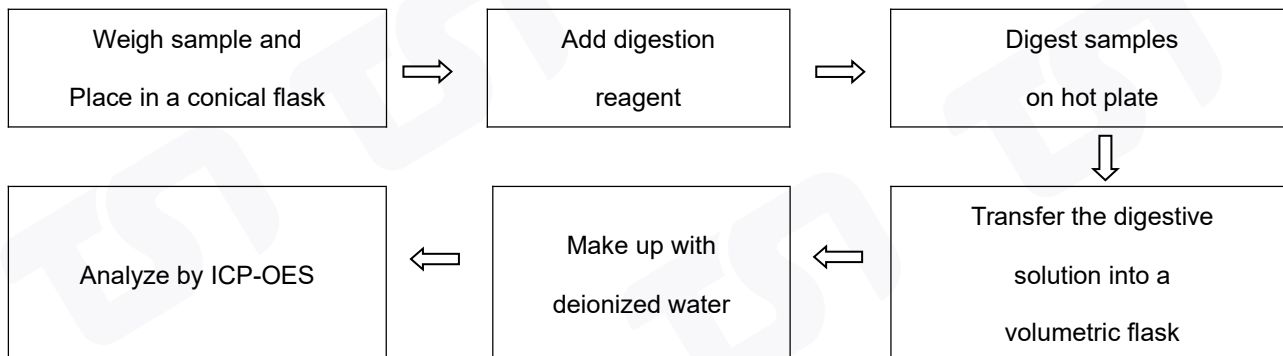 Weigh sample and
Place in a conical flask
Add digestion
reagent
Digest samples
on hot plate
Transfer the digestive
solution into a
volumetric flask
Make up with
deionized water
Analyze by ICP-OES